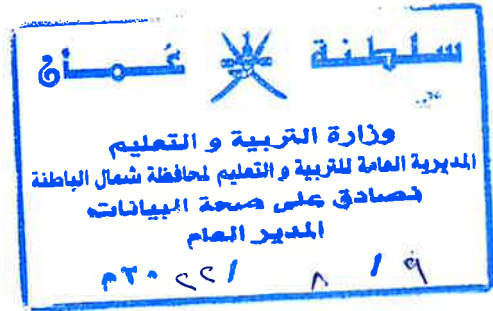 سلطنة عُمان
وزارة التربية و التعليم
المديرية العامة للتربية و التعليم لمحافظة شمال الباطنة
نصادق على صحة البيانات
المدير العام
٩ / ٨ / ٢٠٢٢م